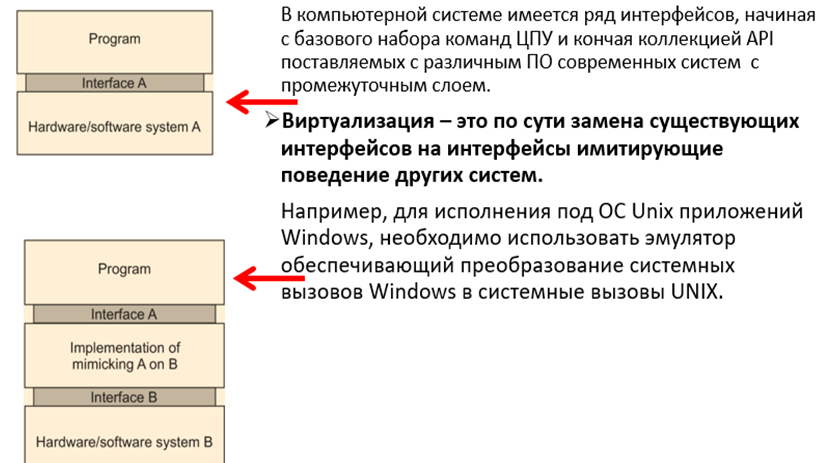 Program
Interface A
Hardware/software system A
В компьютерной системе имеется ряд интерфейсов, начиная
с базового набора команд ЦПУ и кончая коллекцией API
поставляемых с различным ПО современных систем с
промежуточным слоем.
➢Виртуализация – это по сути замена существующих
интерфейсов на интерфейсы имитирующие
поведение других систем.
Например, для исполнения под ОС Unix приложений
Windows, необходимо использовать эмулятор
обеспечивающий преобразование системных
вызовов Windows в системные вызовы UNIX.
Program
Interface A
Implementation of
mimicking A on B
Interface B
Hardware/software system B